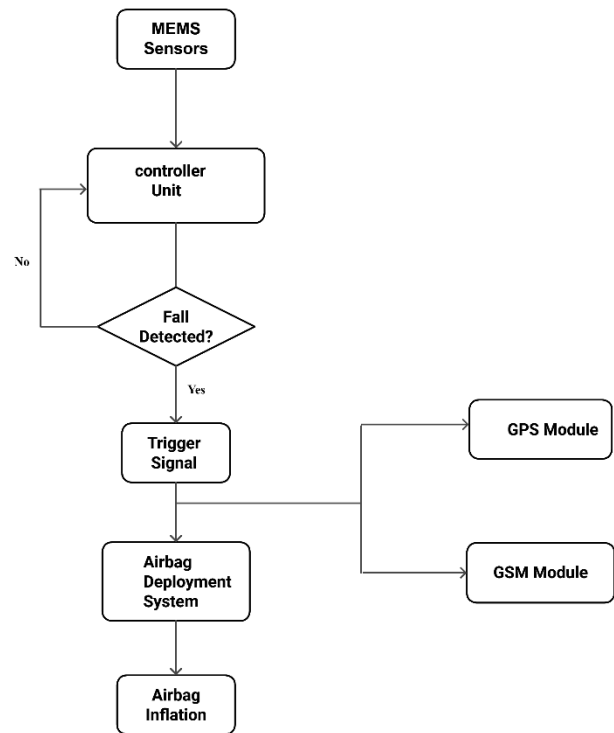 MEMS
Sensors
controller
Unit
No
Fall
Detected?
Yes
Trigger
Signal
GPS Module
Airbag
Deployment
System
GSM Module
Airbag
Inflation